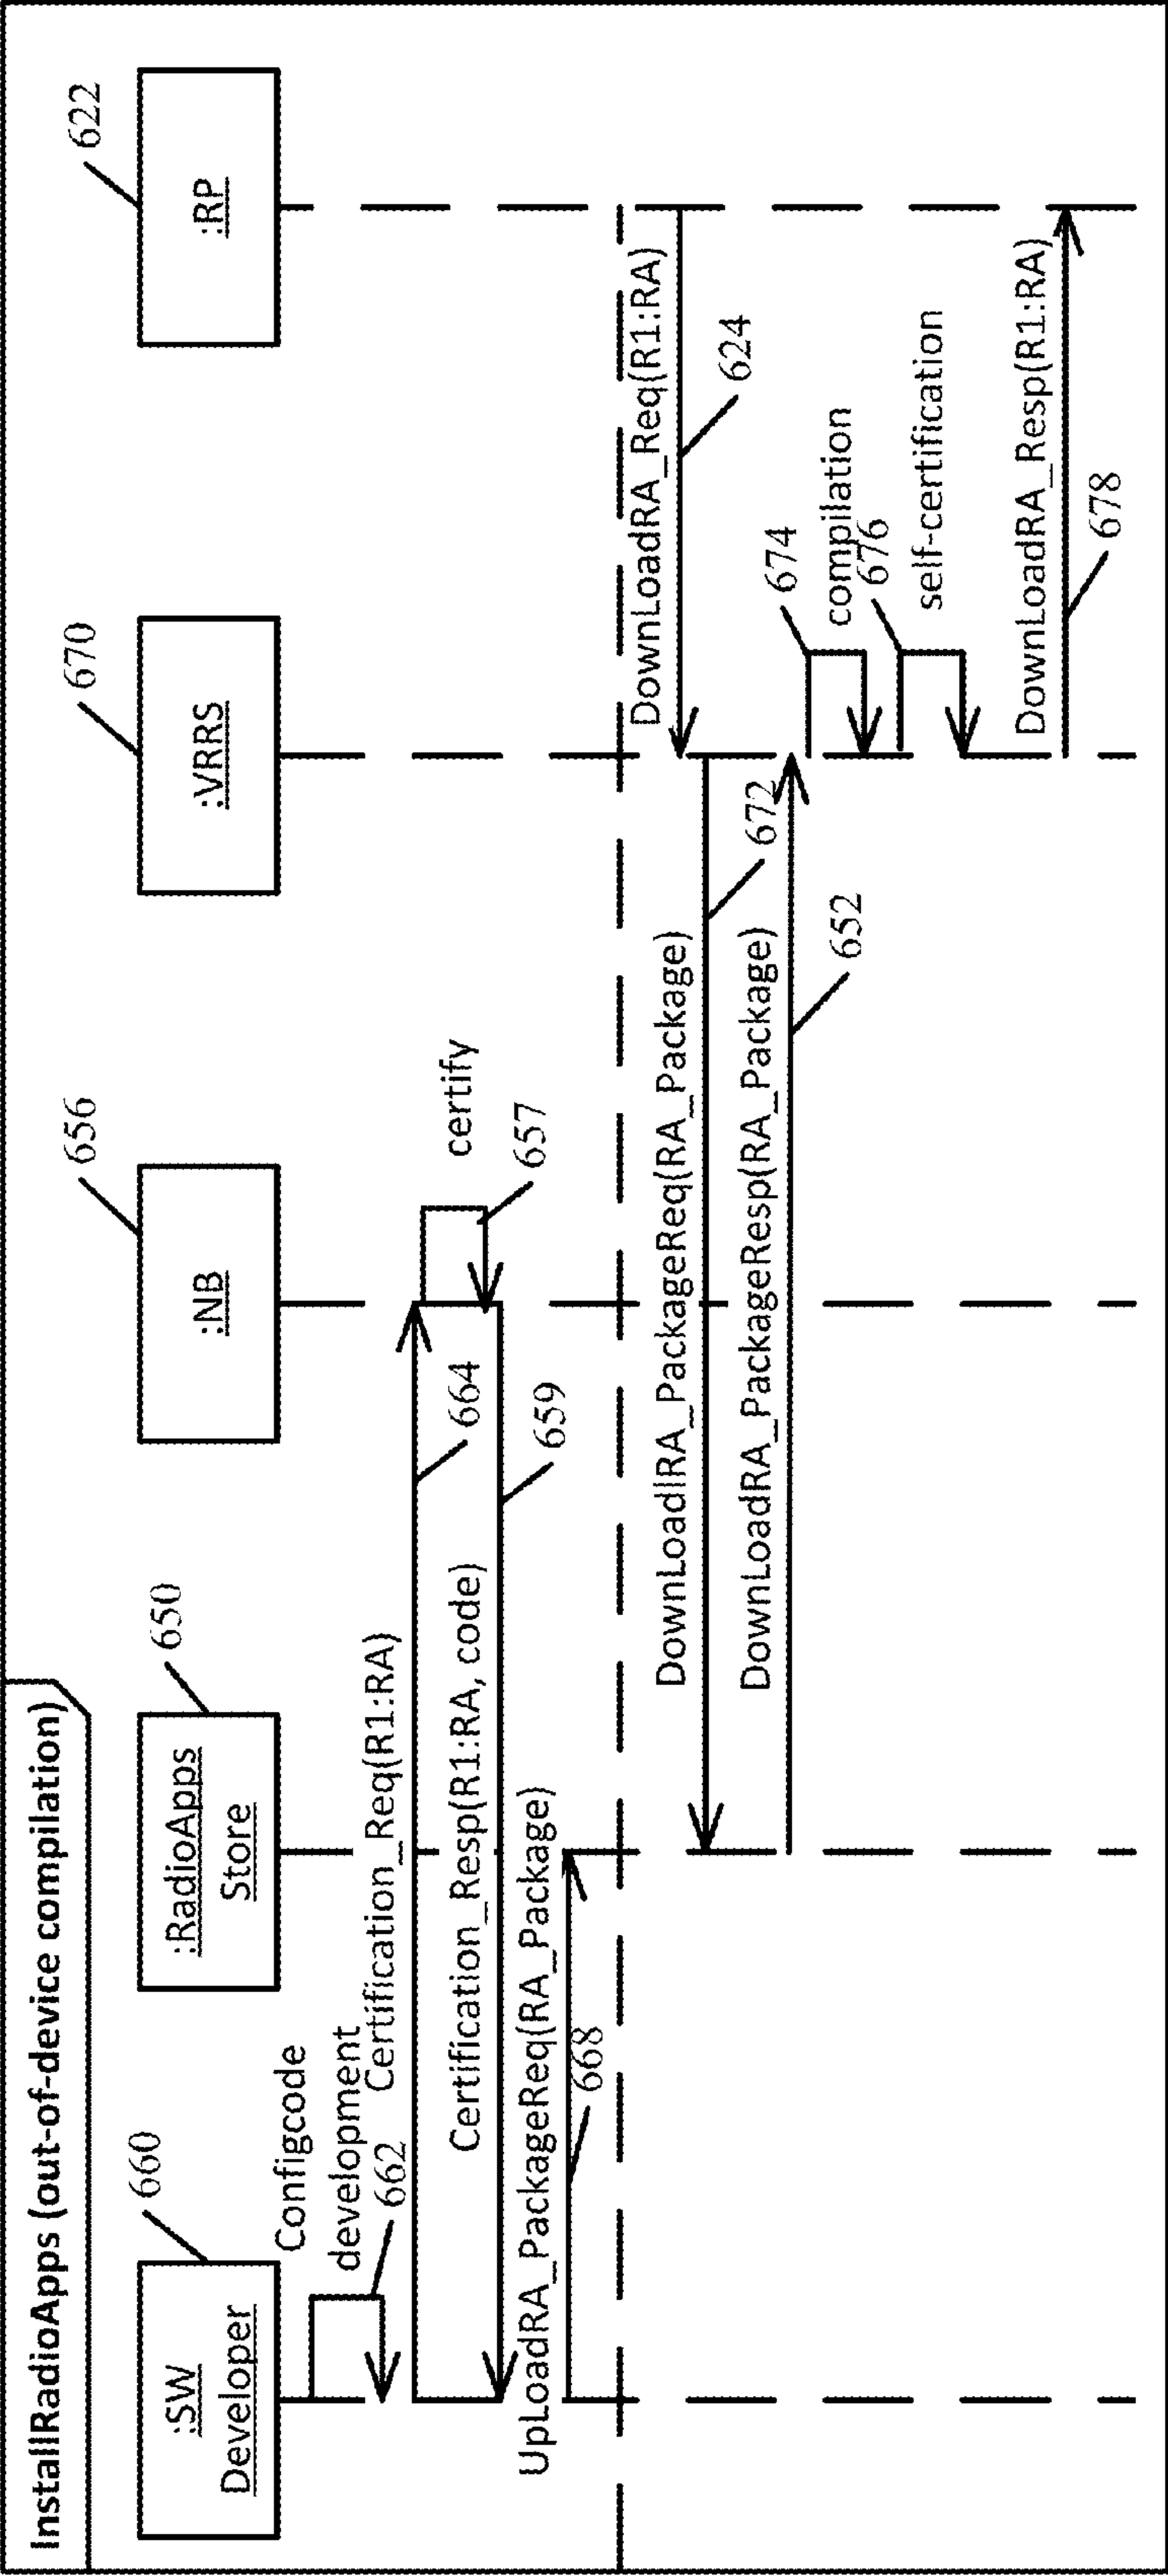 InstallRadioApps (out-of-device compilation)
660
650
656
670
622
:SW
Developer
:RadioApps
Store
:NB
:VRRS
:RP
Configcode
development
662
Certification_Req(R1:RA)
664
certify
657
Certification_Resp(R1:RA, code)
659
UpLoadRA_PackageReq(RA_Package)
668
DownLoadRA_Req(R1:RA)
624
DownLoadlRA_PackageReq(RA_Package)
672
DownLoadRA_PackageResp(RA_Package)
652
674
compilation
676
self-certification
DownLoadRA_Resp(R1:RA)
678